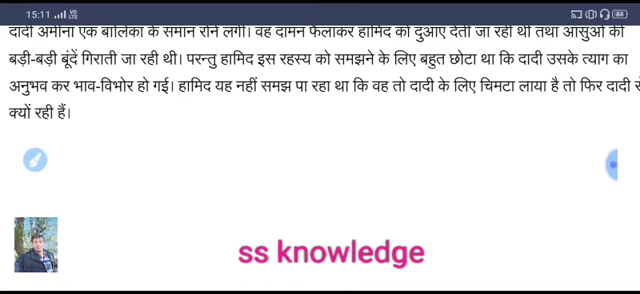 15:11
दादी अमीना एक बालिका के समान रोने लगी। वह दामन फैलाकर हामिद को दुआएं देती जा रही थी तथा आंसुओं की
बड़ी-बड़ी बूंदें गिराती जा रही थी। परन्तु हामिद इस रहस्य को समझने के लिए बहुत छोटा था कि दादी उसके त्याग का
अनुभव कर भाव-विभोर हो गई। हामिद यह नहीं समझ पा रहा था कि वह तो दादी के लिए चिमटा लाया है तो फिर दादी
क्यों रही हैं।
ss knowledge